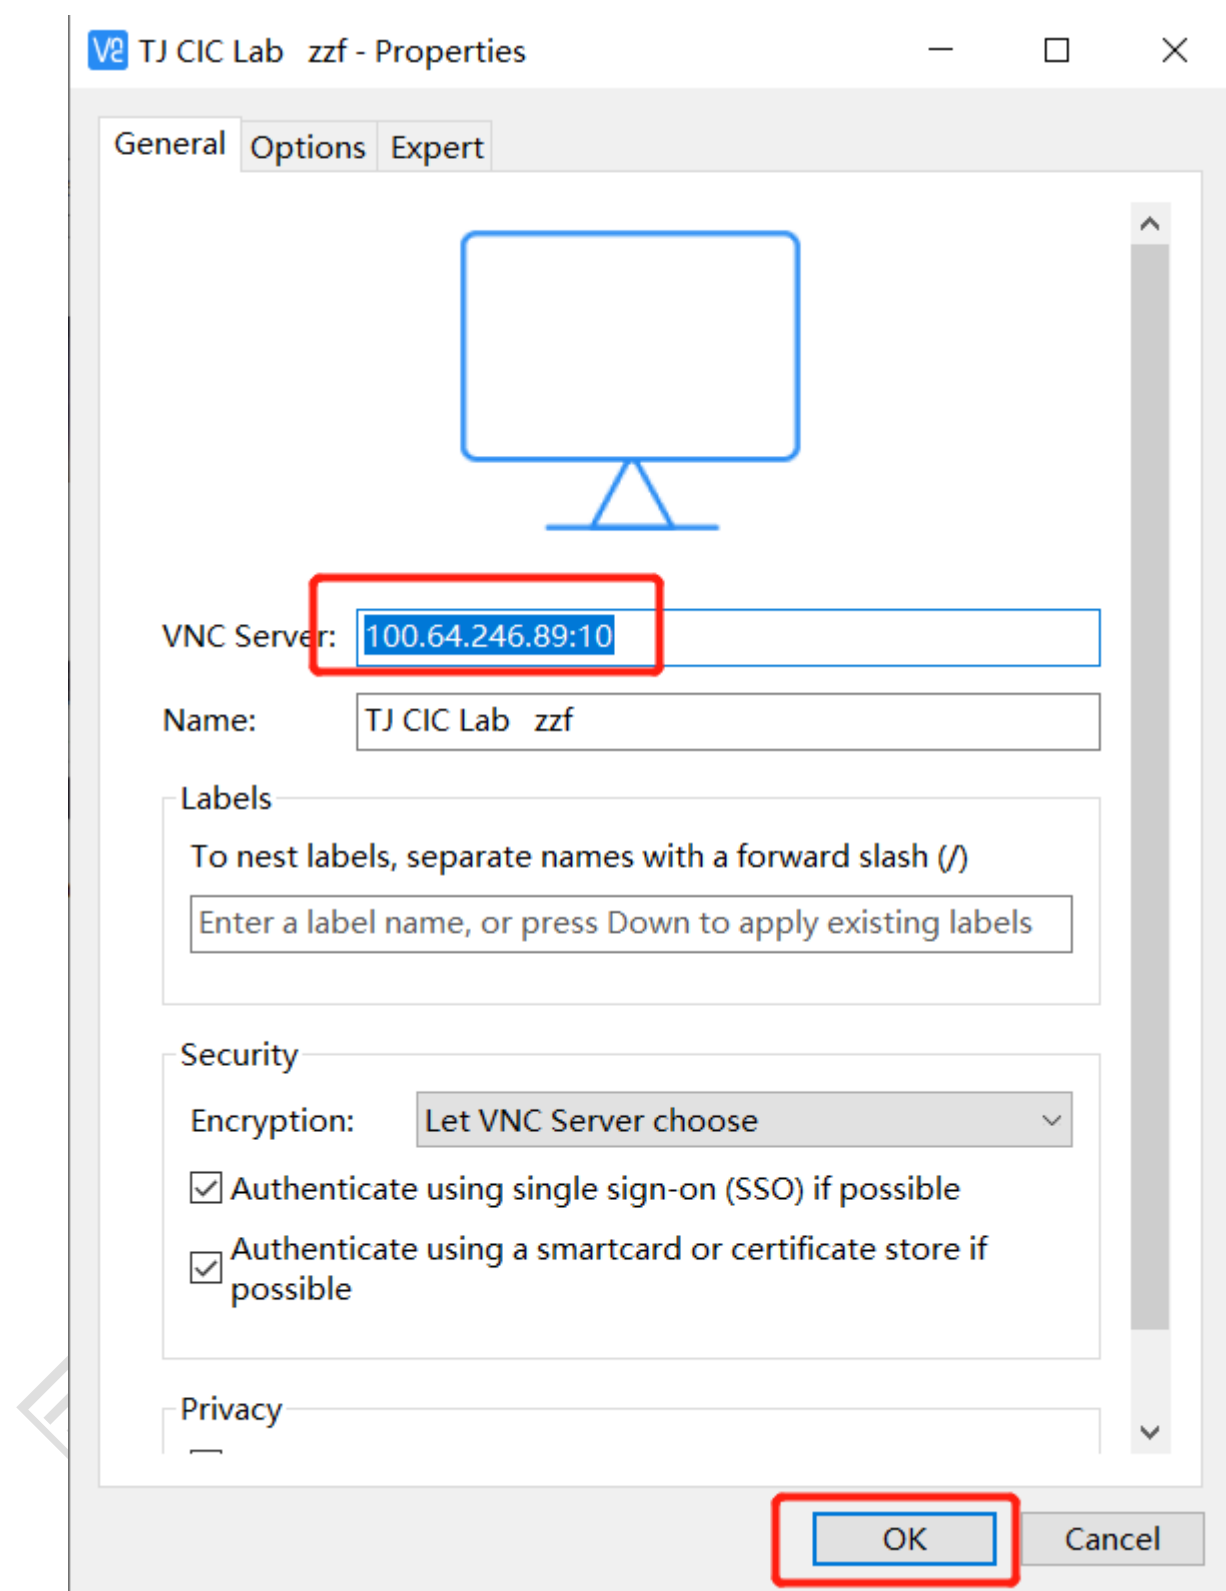 V2 TJ CIC Lab zzf - Properties
General Options Expert
VNC Server: 100.64.246.89:10
Name: TJ CIC Lab zzf
Labels
To nest labels, separate names with a forward slash (/)
Enter a label name, or press Down to apply existing labels
Security
Encryption: Let VNC Server choose
Authenticate using single sign-on (SSO) if possible
Authenticate using a smartcard or certificate store if
possible
Privacy
OK Cancel